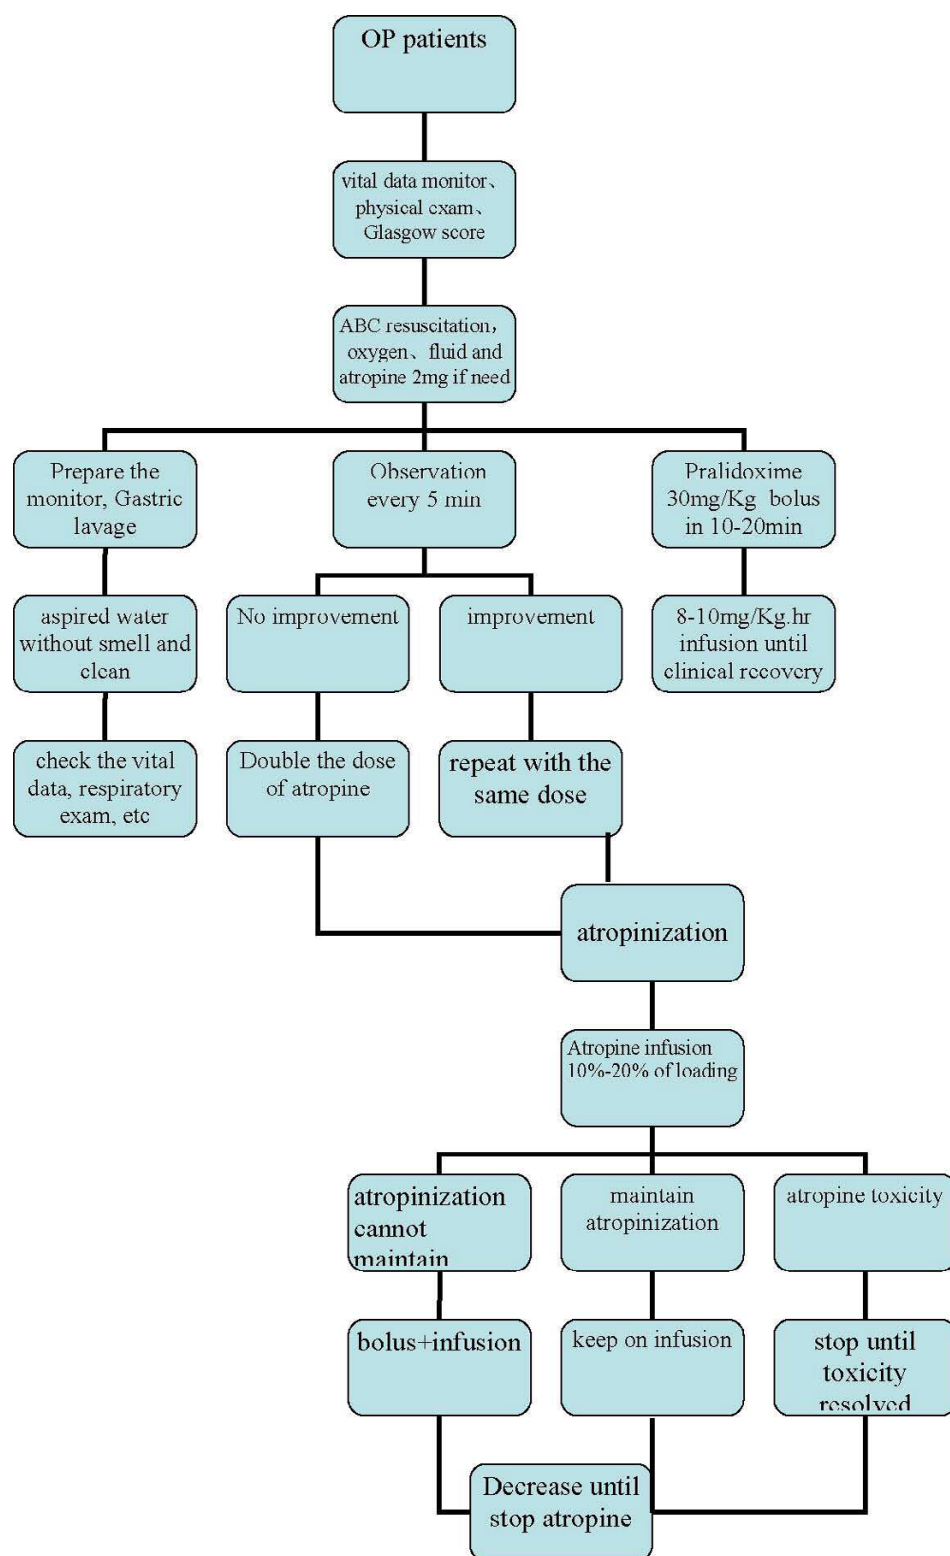 OP patients
vital data monitor、
physical exam、
Glasgow score
ABC resuscitation，
oxygen、fluid and
atropine 2mg if need
Prepare the
monitor, Gastric
lavage
Observation
every 5 min
Pralidoxime
30mg/Kg bolus
in 10-20min
aspired water
without smell and
clean
No improvement
improvement
8-10mg/Kg.hr
infusion until
clinical recovery
check the vital
data, respiratory
exam, etc
Double the dose
of atropine
repeat with the
same dose
atropinization
Atropine infusion
10%-20% of loading
atropinization
cannot
maintain
maintain
atropinization
atropine toxicity
bolus+infusion
keep on infusion
stop until
toxicity
resolved
Decrease until
stop atropine